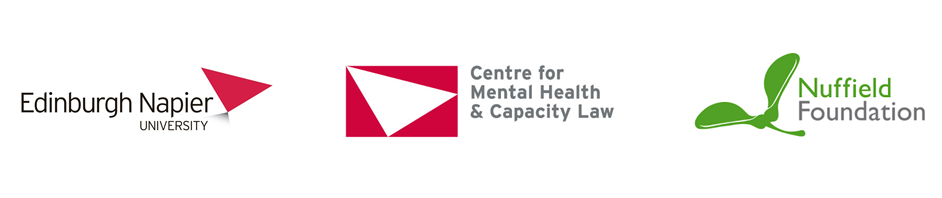 Edinburgh Napier
UNIVERSITY
Centre for
Mental Health
& Capacity Law
Nuffield
Foundation